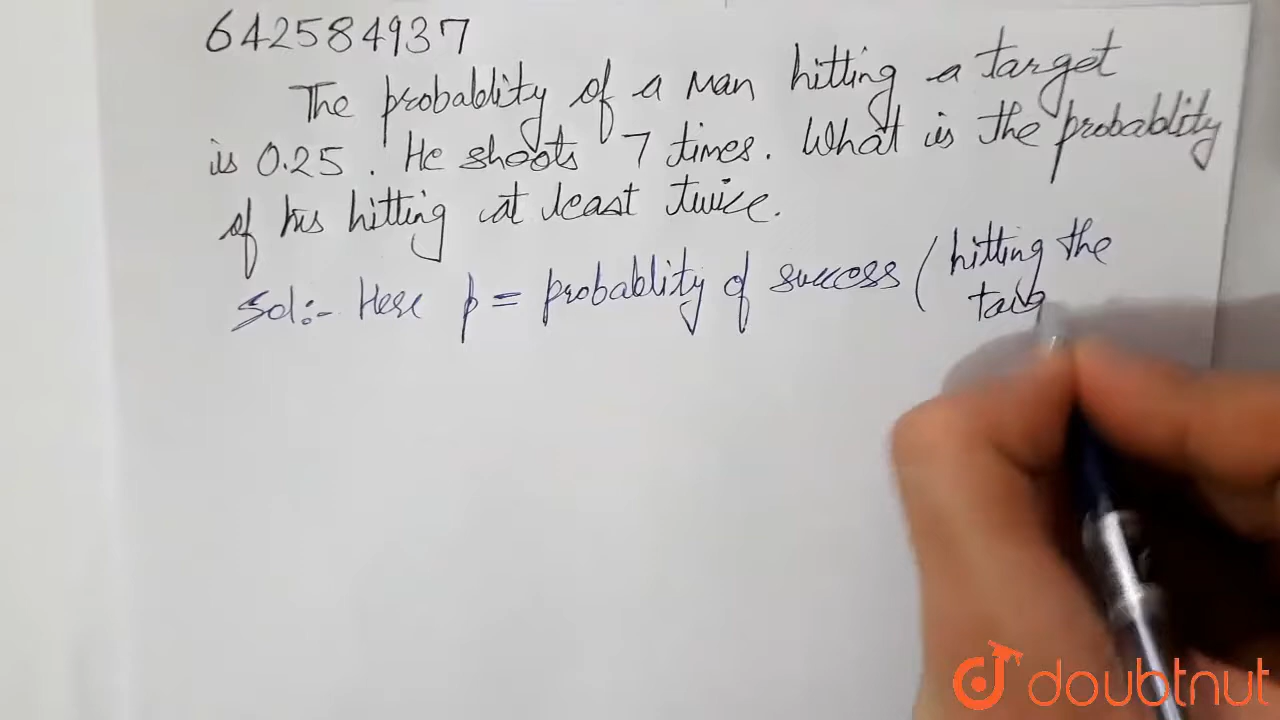 642584937
The probablity of a Man hitting a target
is 0.25. He shoots 7 times. What is the probablity
of his hitting at least twice.
Sol:- Here p = probablity of success (hitting the
targ
doubtnut